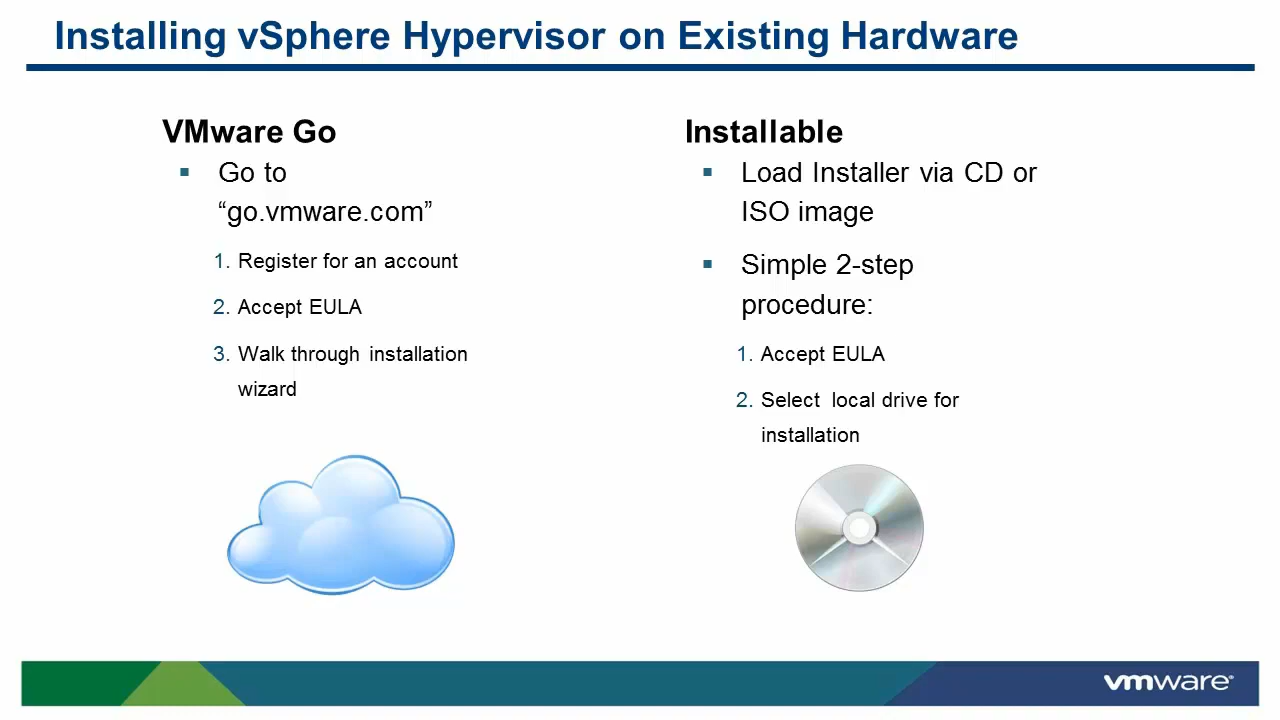 Installing vSphere Hypervisor on Existing Hardware
VMware Go
▪ Go to
“go.vmware.com”
1. Register for an account
2. Accept EULA
3. Walk through installation
wizard
Installable
▪ Load Installer via CD or
ISO image
▪ Simple 2-step
procedure:
1. Accept EULA
2. Select local drive for
installation
vmware®